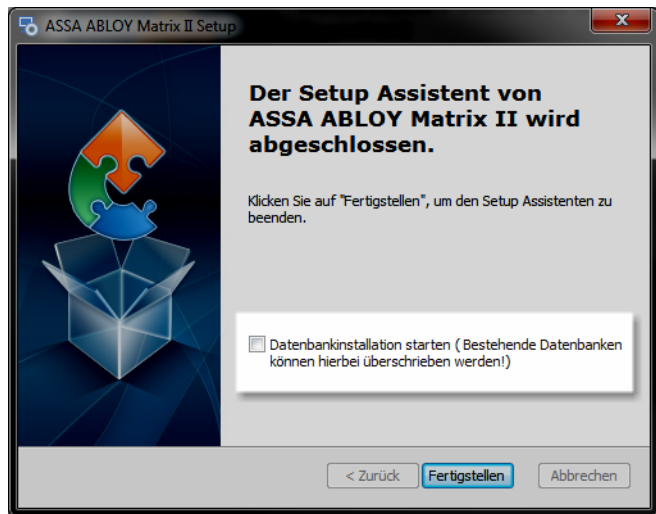 ASSA ABLOY Matrix II Setup
Der Setup Assistent von
ASSA ABLOY Matrix II wird
abgeschlossen.
Klicken Sie auf "Fertigstellen", um den Setup Assistenten zu
beenden.
Datenbankinstallation starten ( Bestehende Datenbanken
können hierbei überschrieben werden!)
< Zurück
Fertigstellen
Abbrechen